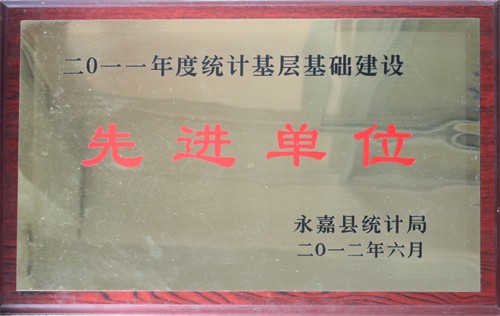 二0一一年度统计基层基础建设
先进单位
永嘉县统计局
二0一二年六月